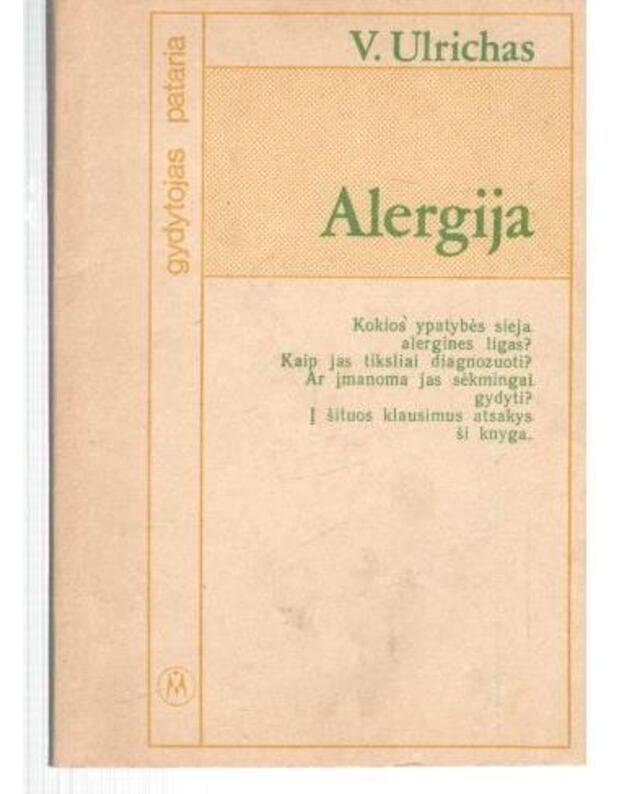 V. Ulrichas
gydytojas pataria
Alergija
Kokios ypatybės sieja
alergines ligas?
Kaip jas tiksliai diagnozuoti?
Ar įmanoma jas sėkmingai
gydyti?
Į šituos klausimus atsakys
ši knyga.